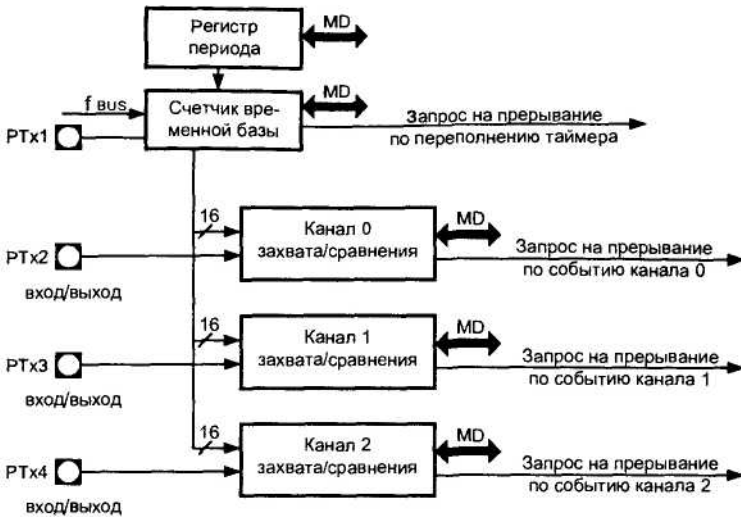 Регистр
периода
MD
f BUS
Счетчик вре-
менной базы
MD
Запрос на прерывание
по переполнению таймера
PTx1
16
Канал 0
захвата/сравнения
MD
Запрос на прерывание
по событию канала 0
PTx2
вход/выход
16
Канал 1
захвата/сравнения
MD
Запрос на прерывание
по событию канала 1
PTx3
вход/выход
16
Канал 2
захвата/сравнения
MD
Запрос на прерывание
по событию канала 2
PTx4
вход/выход